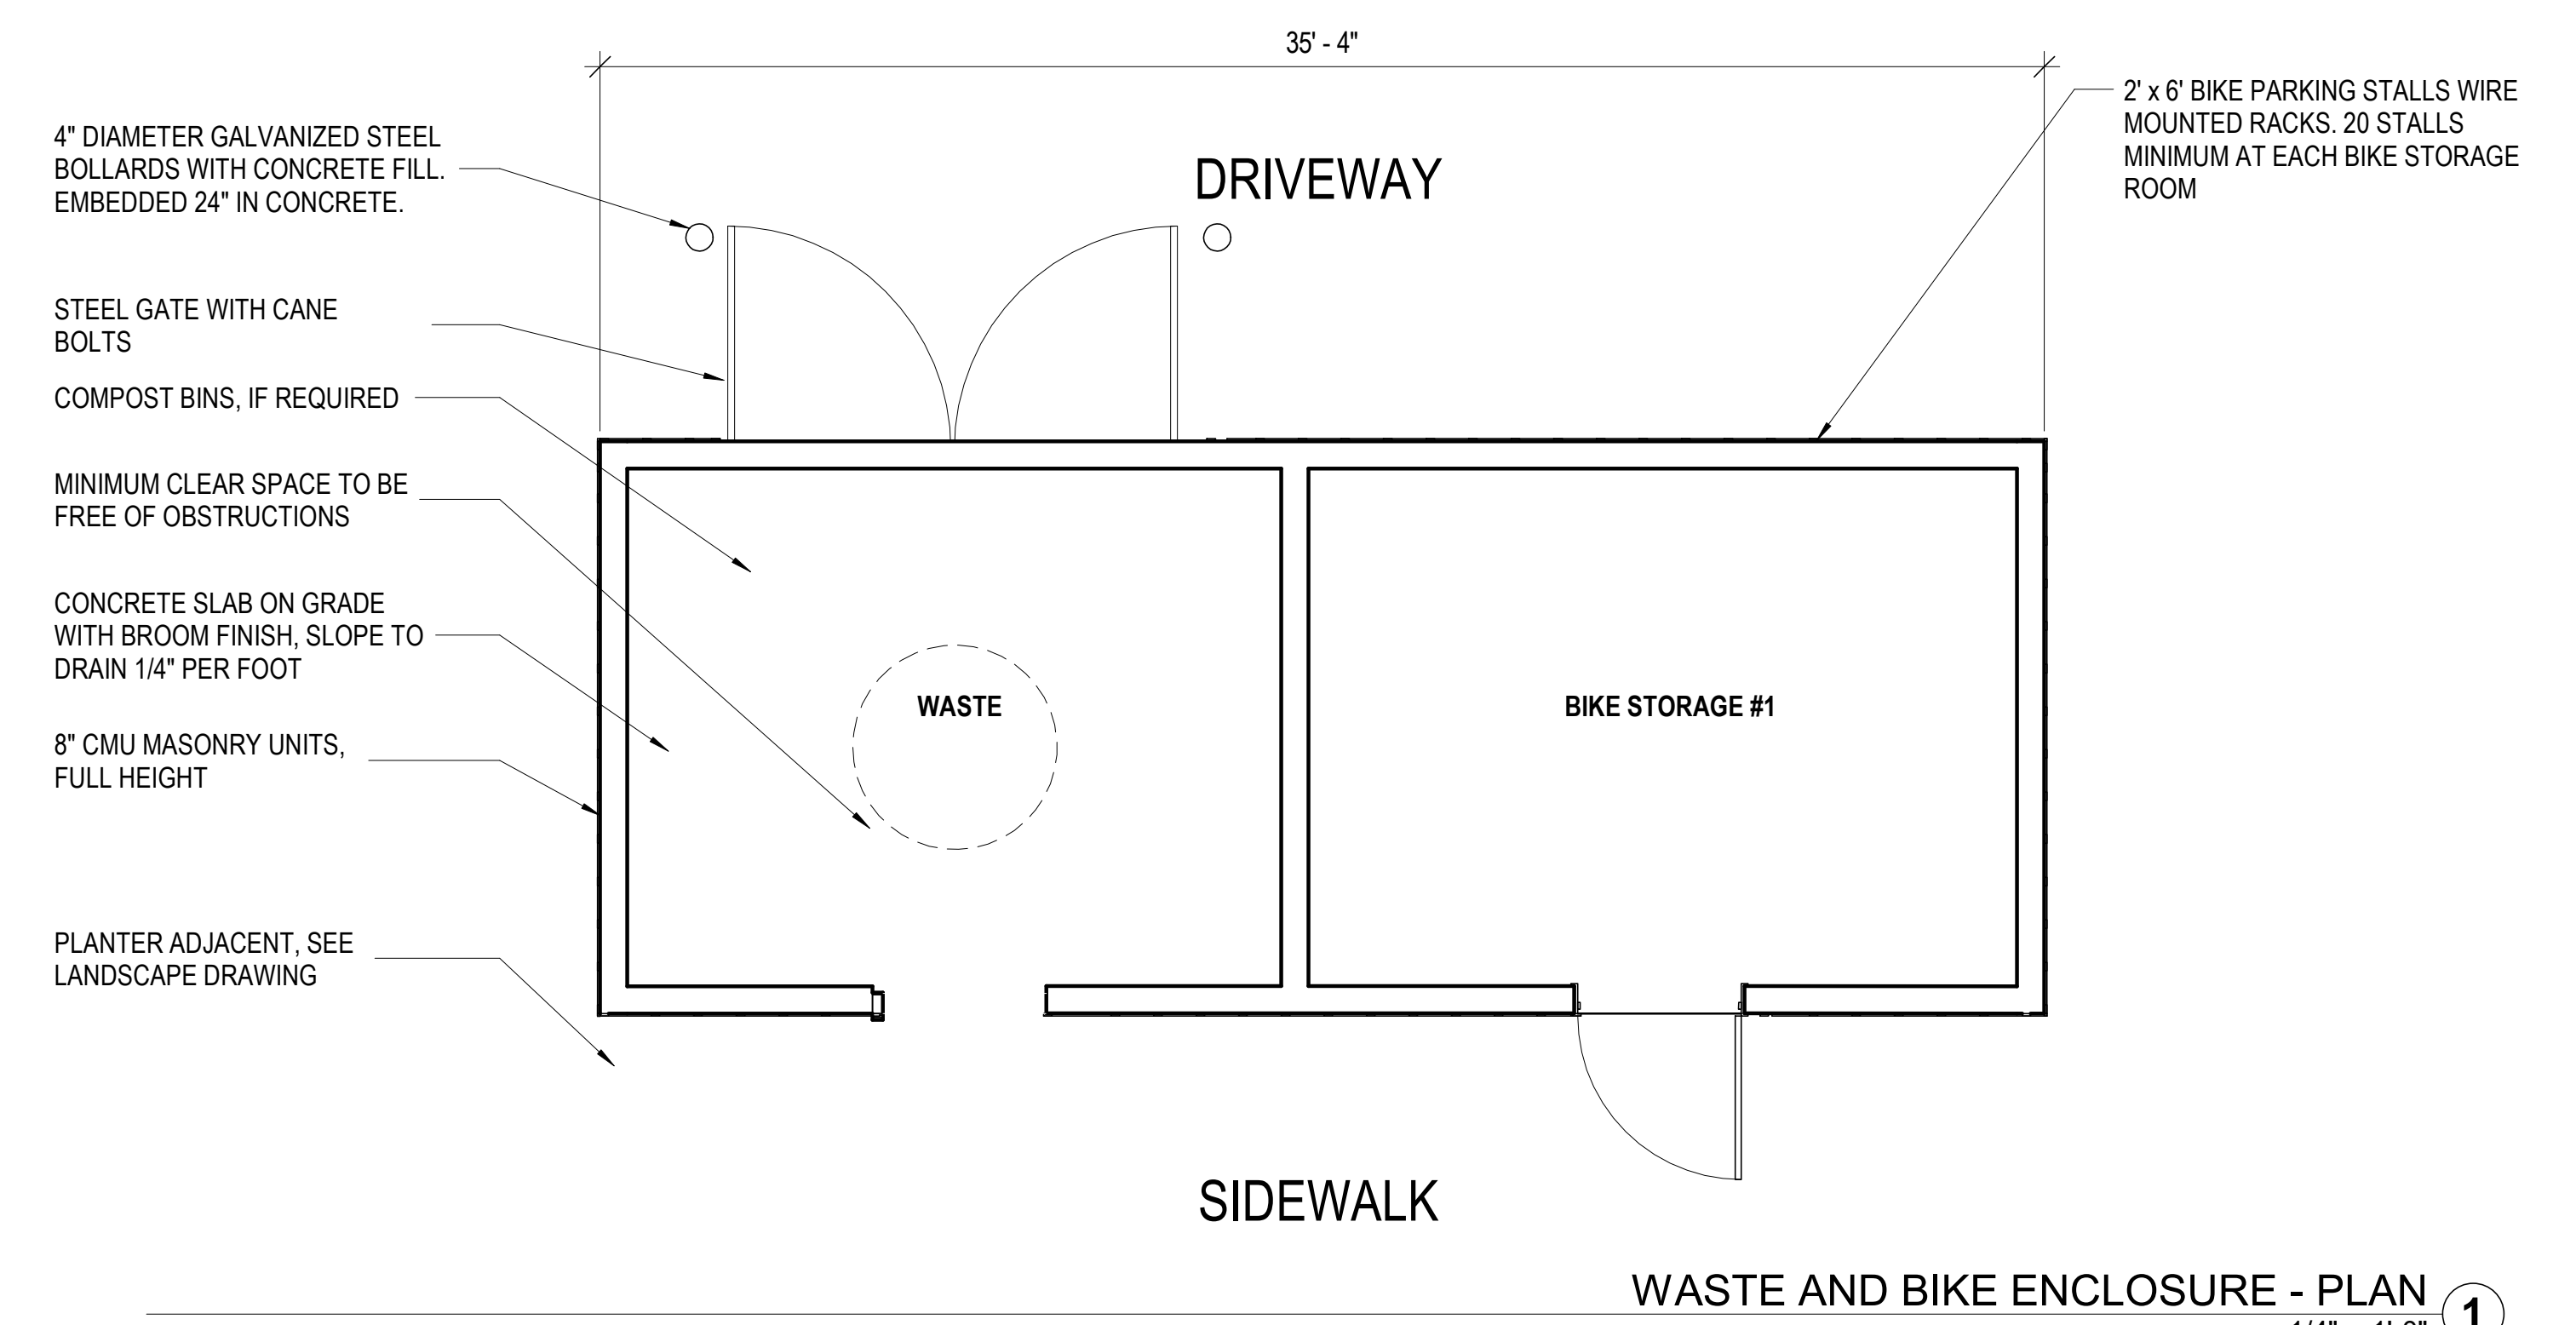 35' - 4"
2' x 6' BIKE PARKING STALLS WIRE
MOUNTED RACKS. 20 STALLS
MINIMUM AT EACH BIKE STORAGE
ROOM
4" DIAMETER GALVANIZED STEEL
BOLLARDS WITH CONCRETE FILL.
EMBEDDED 24" IN CONCRETE.
DRIVEWAY
STEEL GATE WITH CANE
BOLTS
COMPOST BINS, IF REQUIRED
MINIMUM CLEAR SPACE TO BE
FREE OF OBSTRUCTIONS
CONCRETE SLAB ON GRADE
WITH BROOM FINISH, SLOPE TO
DRAIN 1/4" PER FOOT
WASTE
BIKE STORAGE #1
8" CMU MASONRY UNITS,
FULL HEIGHT
PLANTER ADJACENT, SEE
LANDSCAPE DRAWING
SIDEWALK
WASTE AND BIKE ENCLOSURE - PLAN
1